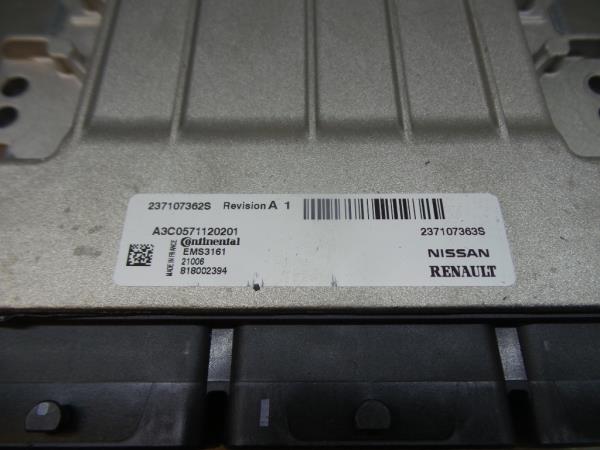 237107362S Revision A 1
A3C0571120201 237107363S
MADE IN FRANCE
Continental
EMS3161
21006
818002394
NISSAN
RENAULT